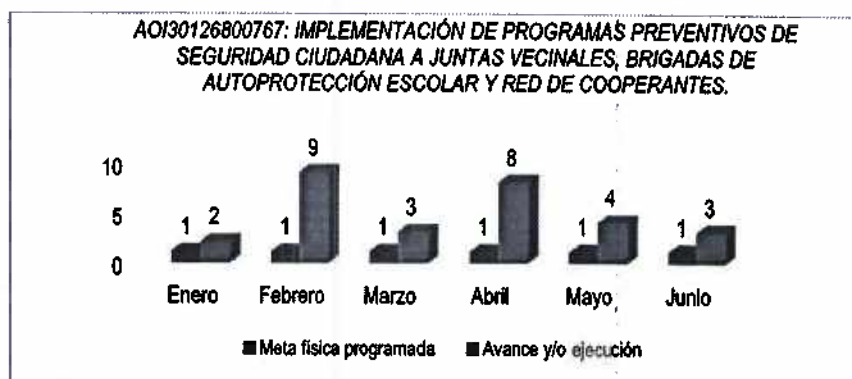 AOI30126800767: IMPLEMENTACIÓN DE PROGRAMAS PREVENTIVOS DE
SEGURIDAD CIUDADANA A JUNTAS VECINALES, BRIGADAS DE
AUTOPROTECCIÓN ESCOLAR Y RED DE COOPERANTES.
10
5
0
1 2
1 9
1 3
1 8
1 4
1 3
Enero Febrero Marzo Abril Mayo Junio
Meta física programada Avance y/o ejecución